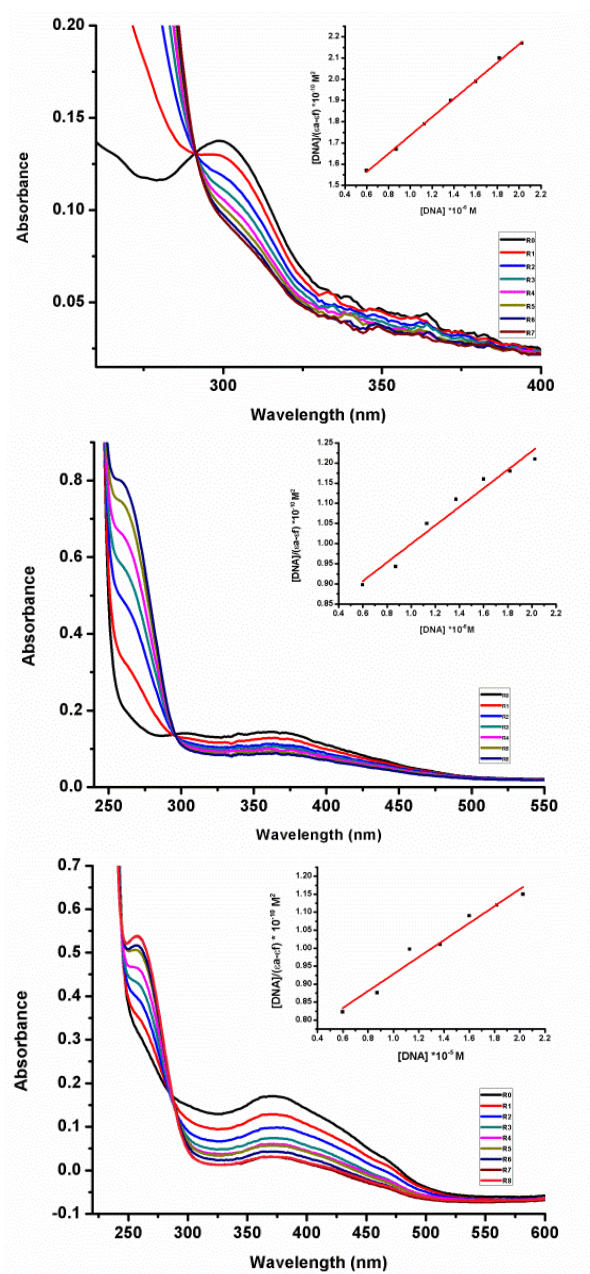 0.20
0.15
0.10
0.05
Absorbance
300
350
400
Wavelength (nm)
2.2
2.1
2.0
1.9
1.8
1.7
1.6
1.5
[DNA]/(εa-εf) *10⁻¹⁰ M²
0.4 0.6 0.8 1.0 1.2 1.4 1.6 1.8 2.0 2.2
[DNA] *10⁻⁶ M
R0
R1
R2
R3
R4
R5
R6
R7
0.8
0.6
0.4
0.2
0.0
Absorbance
250 300 350 400 450 500 550
Wavelength (nm)
1.25
1.20
1.15
1.10
1.05
1.00
0.95
0.90
0.85
[DNA]/(εa-εf) *10⁻¹⁰ M²
0.4 0.6 0.8 1.0 1.2 1.4 1.6 1.8 2.0 2.2
[DNA] *10⁻⁶M
R0
R1
R2
R3
R4
0.7
0.6
0.5
0.4
0.3
0.2
0.1
0.0
-0.1
Absorbance
250 300 350 400 450 500 550 600
Wavelength (nm)
1.20
1.15
1.10
1.05
1.00
0.95
0.90
0.85
0.80
[DNA]/(εa-εf) * 10⁻¹⁰ M²
0.4 0.6 0.8 1.0 1.2 1.4 1.6 1.8 2.0 2.2
[DNA] *10⁻⁵ M
R0
R1
R2
R3
R4
R5
R6
R7
R8